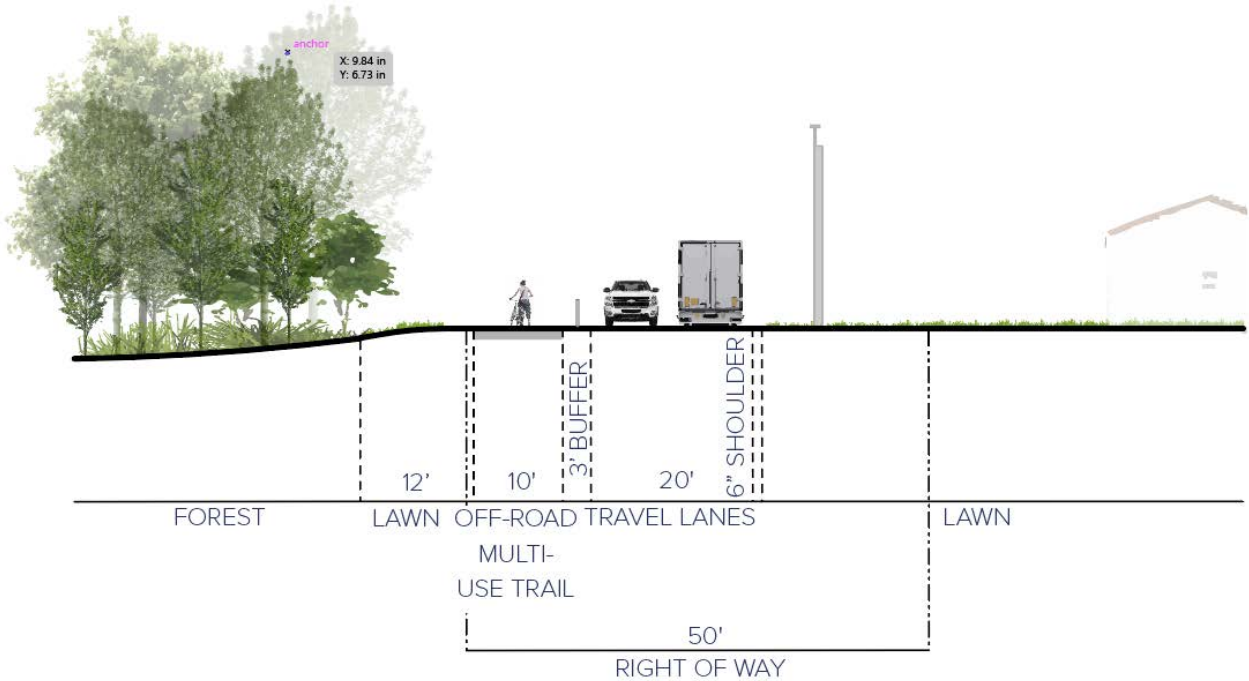 anchor
X: 9.84 in
Y: 6.73 in
3' BUFFER
6” SHOULDER
12’
10'
20'
FOREST
LAWN
OFF-ROAD
MULTI-
USE TRAIL
TRAVEL LANES
LAWN
50'
RIGHT OF WAY